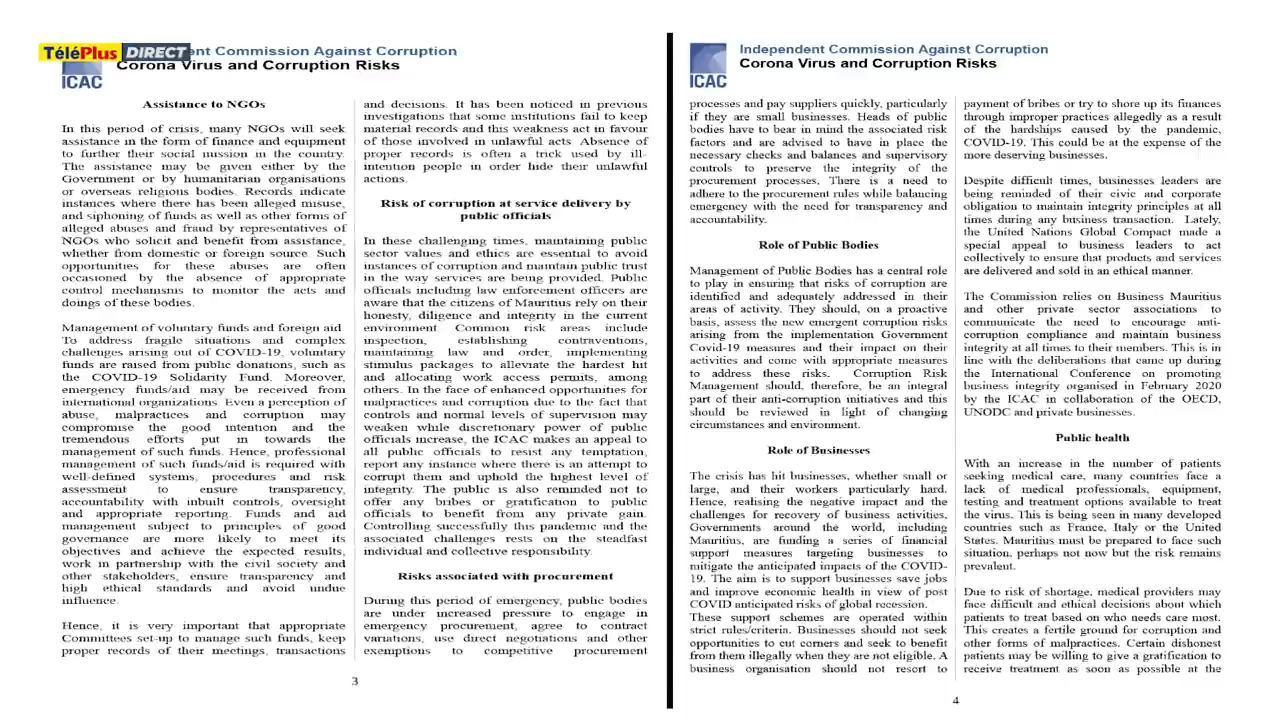 TéléPlus DIRECT
ent Commission Against Corruption
Corona Virus and Corruption Risks
ICAC
Assistance to NGOs
In this period of crisis, many NGOs will seek
assistance in the form of finance and equipment
to further their social mission in the country.
The assistance may be given either by the
Government or by humanitarian organisations
or overseas religious bodies. Records indicate
instances where there has been alleged misuse,
and siphoning of funds as well as other forms of
alleged abuses and fraud by representatives of
NGOs who solicit and benefit from assistance,
whether from domestic or foreign source. Such
opportunities for these abuses are often
occasioned by the absence of appropriate
control mechanisms to monitor the acts and
doings of these bodies.
Management of voluntary funds and foreign aid.
To address fragile situations and complex
challenges arising out of COVID-19, voluntary
funds are raised from public donations, such as
the COVID-19 Solidarity Fund. Moreover,
emergency funds/aid may be received from
international organizations. Even a perception of
abuse, malpractices and corruption may
compromise the good intention and the
tremendous efforts put in towards the
management of such funds. Hence, professional
management of such funds/aid is required with
well-defined systems, procedures and risk
assessment to ensure transparency,
accountability with inbuilt controls, oversight
and appropriate reporting. Funds and aid
management subject to principles of good
governance are more likely to meet its
objectives and achieve the expected results,
work in partnership with the civil society and
other stakeholders, ensure transparency and
high ethical standards and avoid undue
influence.
Hence, it is very important that appropriate
Committees set-up to manage such funds, keep
proper records of their meetings, transactions
and decisions. It has been noticed in previous
investigations that some institutions fail to keep
material records and this weakness act in favour
of those involved in unlawful acts Absence of
proper records is often a trick used by ill-
intention people in order hide their unlawful
actions.
Risk of corruption at service delivery by
public officials
In these challenging times, maintaining public
sector values and ethics are essential to avoid
instances of corruption and maintain public trust
in the way services are being provided. Public
officials including law enforcement officers are
aware that the citizens of Mauritius rely on their
honesty, diligence and integrity in the current
environment Common risk areas include
inspection, establishing contraventions,
maintaining law and order, implementing
stimulus packages to alleviate the hardest hit
and allocating work access permits, among
others. In the face of enhanced opportunities for
malpractices and corruption due to the fact that
controls and normal levels of supervision may
weaken while discretionary power of public
officials increase, the ICAC makes an appeal to
all public officials to resist any temptation,
report any instance where there is an attempt to
corrupt them and uphold the highest level of
integrity. The public is also reminded not to
offer any bribes or gratification to public
officials to benefit from any private gain.
Controlling successfully this pandemic and the
associated challenges rests on the steadfast
individual and collective responsibility.
Risks associated with procurement
During this period of emergency, public bodies
are under increased pressure to engage in
emergency procurement, agree to contract
variations, use direct negotiations and other
exemptions to competitive procurement
3
Independent Commission Against Corruption
Corona Virus and Corruption Risks
ICAC
processes and pay suppliers quickly, particularly
if they are small businesses. Heads of public
bodies have to bear in mind the associated risk
factors and are advised to have in place the
necessary checks and balances and supervisory
controls to preserve the integrity of the
procurement processes. There is a need to
adhere to the procurement rules while balancing
emergency with the need for transparency and
accountability.
Role of Public Bodies
Management of Public Bodies has a central role
to play in ensuring that risks of corruption are
identified and adequately addressed in their
areas of activity. They should, on a proactive
basis, assess the new emergent corruption risks
arising from the implementation Government
Covid-19 measures and their impact on their
activities and come with appropriate measures
to address these risks. Corruption Risk
Management should, therefore, be an integral
part of their anti-corruption initiatives and this
should be reviewed in light of changing
circumstances and environment.
Role of Businesses
The crisis has hit businesses, whether small or
large, and their workers particularly hard.
Hence, realising the negative impact and the
challenges for recovery of business activities,
Governments around the world, including
Mauritius, are funding a series of financial
support measures targeting businesses to
mitigate the anticipated impacts of the COVID-
19. The aim is to support businesses save jobs
and improve economic health in view of post
COVID anticipated risks of global recession.
These support schemes are operated within
strict rules/criteria. Businesses should not seek
opportunities to cut corners and seek to benefit
from them illegally when they are not eligible. A
business organisation should not resort to
payment of bribes or try to shore up its finances
through improper practices allegedly as a result
of the hardships caused by the pandemic,
COVID-19. This could be at the expense of the
more deserving businesses.
Despite difficult times, businesses leaders are
being reminded of their civic and corporate
obligation to maintain integrity principles at all
times during any business transaction. Lately,
the United Nations Global Compact made a
special appeal to business leaders to act
collectively to ensure that products and services
are delivered and sold in an ethical manner.
The Commission relies on Business Mauritius
and other private sector associations to
communicate the need to encourage anti-
corruption compliance and maintain business
integrity at all times to their members. This is in
line with the deliberations that came up during
the International Conference on promoting
business integrity organised in February 2020
by the ICAC in collaboration of the OECD,
UNODC and private businesses.
Public health
With an increase in the number of patients
seeking medical care, many countries face a
lack of medical professionals, equipment,
testing and treatment options available to treat
the virus. This is being seen in many developed
countries such as France, Italy or the United
States. Mauritius must be prepared to face such
situation, perhaps not now but the risk remains
prevalent.
Due to risk of shortage, medical providers may
face difficult and ethical decisions about which
patients to treat based on who needs care most.
This creates a fertile ground for corruption and
other forms of malpractices. Certain dishonest
patients may be willing to give a gratification to
receive treatment as soon as possible at the
4